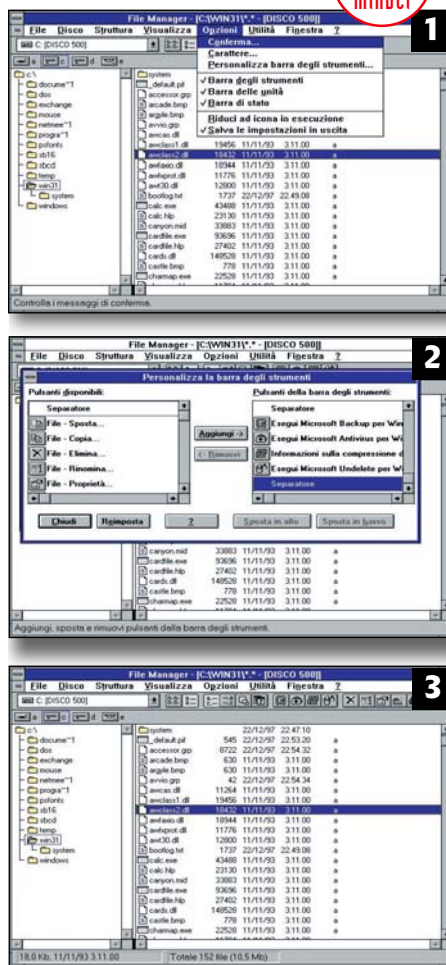 MINUCI
1
File Manager - [C:\WIN31\*.* - [DISCO 500]]
File Disco Struttura Visualizza Opzioni Utilità Finestra ?
C: [DISCO 500]
Conferma...
Carattere...
Personalizza barra degli strumenti...
✓Barra degli strumenti
✓Barra delle unità
✓Barra di stato
Riduci ad icona in esecuzione
✓Salva le impostazioni in uscita
a c d e
c:\
docume~1
dos
exchange
mouse
netmee~1
progra~1
psfonts
sb16
sbcd
temp
win31
system
windows
system
_default.pif
accessor.grp
arcade.bmp
argyle.bmp
avvio.grp
awcas.dll
awclass1.dll 19456 11/11/93 3.11.00 a
awclass2.dll 18432 11/11/93 3.11.00 a
awfaxio.dll 18944 11/11/93 3.11.00 a
awfxprot.dll 11776 11/11/93 3.11.00 a
awt30.dll 12800 11/11/93 3.11.00 a
bootlog.txt 1737 22/12/97 22.49.08 a
calc.exe 43488 11/11/93 3.11.00 a
calc.hlp 23130 11/11/93 3.11.00 a
canyon.mid 33883 11/11/93 3.11.00 a
cardfile.exe 93696 11/11/93 3.11.00 a
cardfile.hlp 27402 11/11/93 3.11.00 a
cards.dll 148528 11/11/93 3.11.00 a
castle.bmp 778 11/11/93 3.11.00 a
charmap.exe 22528 11/11/93 3.11.00 a
Controlla i messaggi di conferma.
2
File Manager - [C:\WIN31\*.* - [DISCO 500]]
File Disco Struttura Visualizza Opzioni Utilità Finestra ?
Personalizza la barra degli strumenti
Pulsanti disponibili:
Separatore
File - Sposta...
File - Copia...
File - Elimina...
File - Rinomina...
File - Proprietà...
Aggiungi ->
<- Rimuovi
Pulsanti della barra degli strumenti:
Separatore
Esegui Microsoft Backup per Win
Esegui Microsoft Antivirus per Wi
Informazioni sulla compressione d
Esegui Microsoft Undelete per W
Separatore
Chiudi Reimposta ? Sposta in alto Sposta in basso
canyon.mid 33883 11/11/93 3.11.00 a
cardfile.exe 93696 11/11/93 3.11.00 a
cardfile.hlp 27402 11/11/93 3.11.00 a
cards.dll 148528 11/11/93 3.11.00 a
castle.bmp 778 11/11/93 3.11.00 a
charmap.exe 22528 11/11/93 3.11.00 a
Aggiungi, sposta e rimuovi pulsanti dalla barra degli strumenti.
3
File Manager - [C:\WIN31\*.* - [DISCO 500]]
File Disco Struttura Visualizza Opzioni Utilità Finestra ?
C: [DISCO 500]
a c d e
c:\
docume~1
dos
exchange
mouse
netmee~1
progra~1
psfonts
sb16
sbcd
temp
win31
system
windows
system 22/12/97 22.47.10
_default.pif 545 22/12/97 22.53.20 a
accessor.grp 8722 22/12/97 22.54.32 a
arcade.bmp 630 11/11/93 3.11.00 a
argyle.bmp 630 11/11/93 3.11.00 a
avvio.grp 42 22/12/97 22.54.34 a
awcas.dll 11264 11/11/93 3.11.00 a
awclass1.dll 19456 11/11/93 3.11.00 a
awclass2.dll 18432 11/11/93 3.11.00 a
awfaxio.dll 18944 11/11/93 3.11.00 a
awfxprot.dll 11776 11/11/93 3.11.00 a
awt30.dll 12800 11/11/93 3.11.00 a
bootlog.txt 1737 22/12/97 22.49.08 a
calc.exe 43488 11/11/93 3.11.00 a
calc.hlp 23130 11/11/93 3.11.00 a
canyon.mid 33883 11/11/93 3.11.00 a
cardfile.exe 93696 11/11/93 3.11.00 a
cardfile.hlp 27402 11/11/93 3.11.00 a
cards.dll 148528 11/11/93 3.11.00 a
castle.bmp 778 11/11/93 3.11.00 a
charmap.exe 22528 11/11/93 3.11.00 a
18,0 Kb, 11/11/93 3.11.00 Totale 152 file (10,5 Mb)